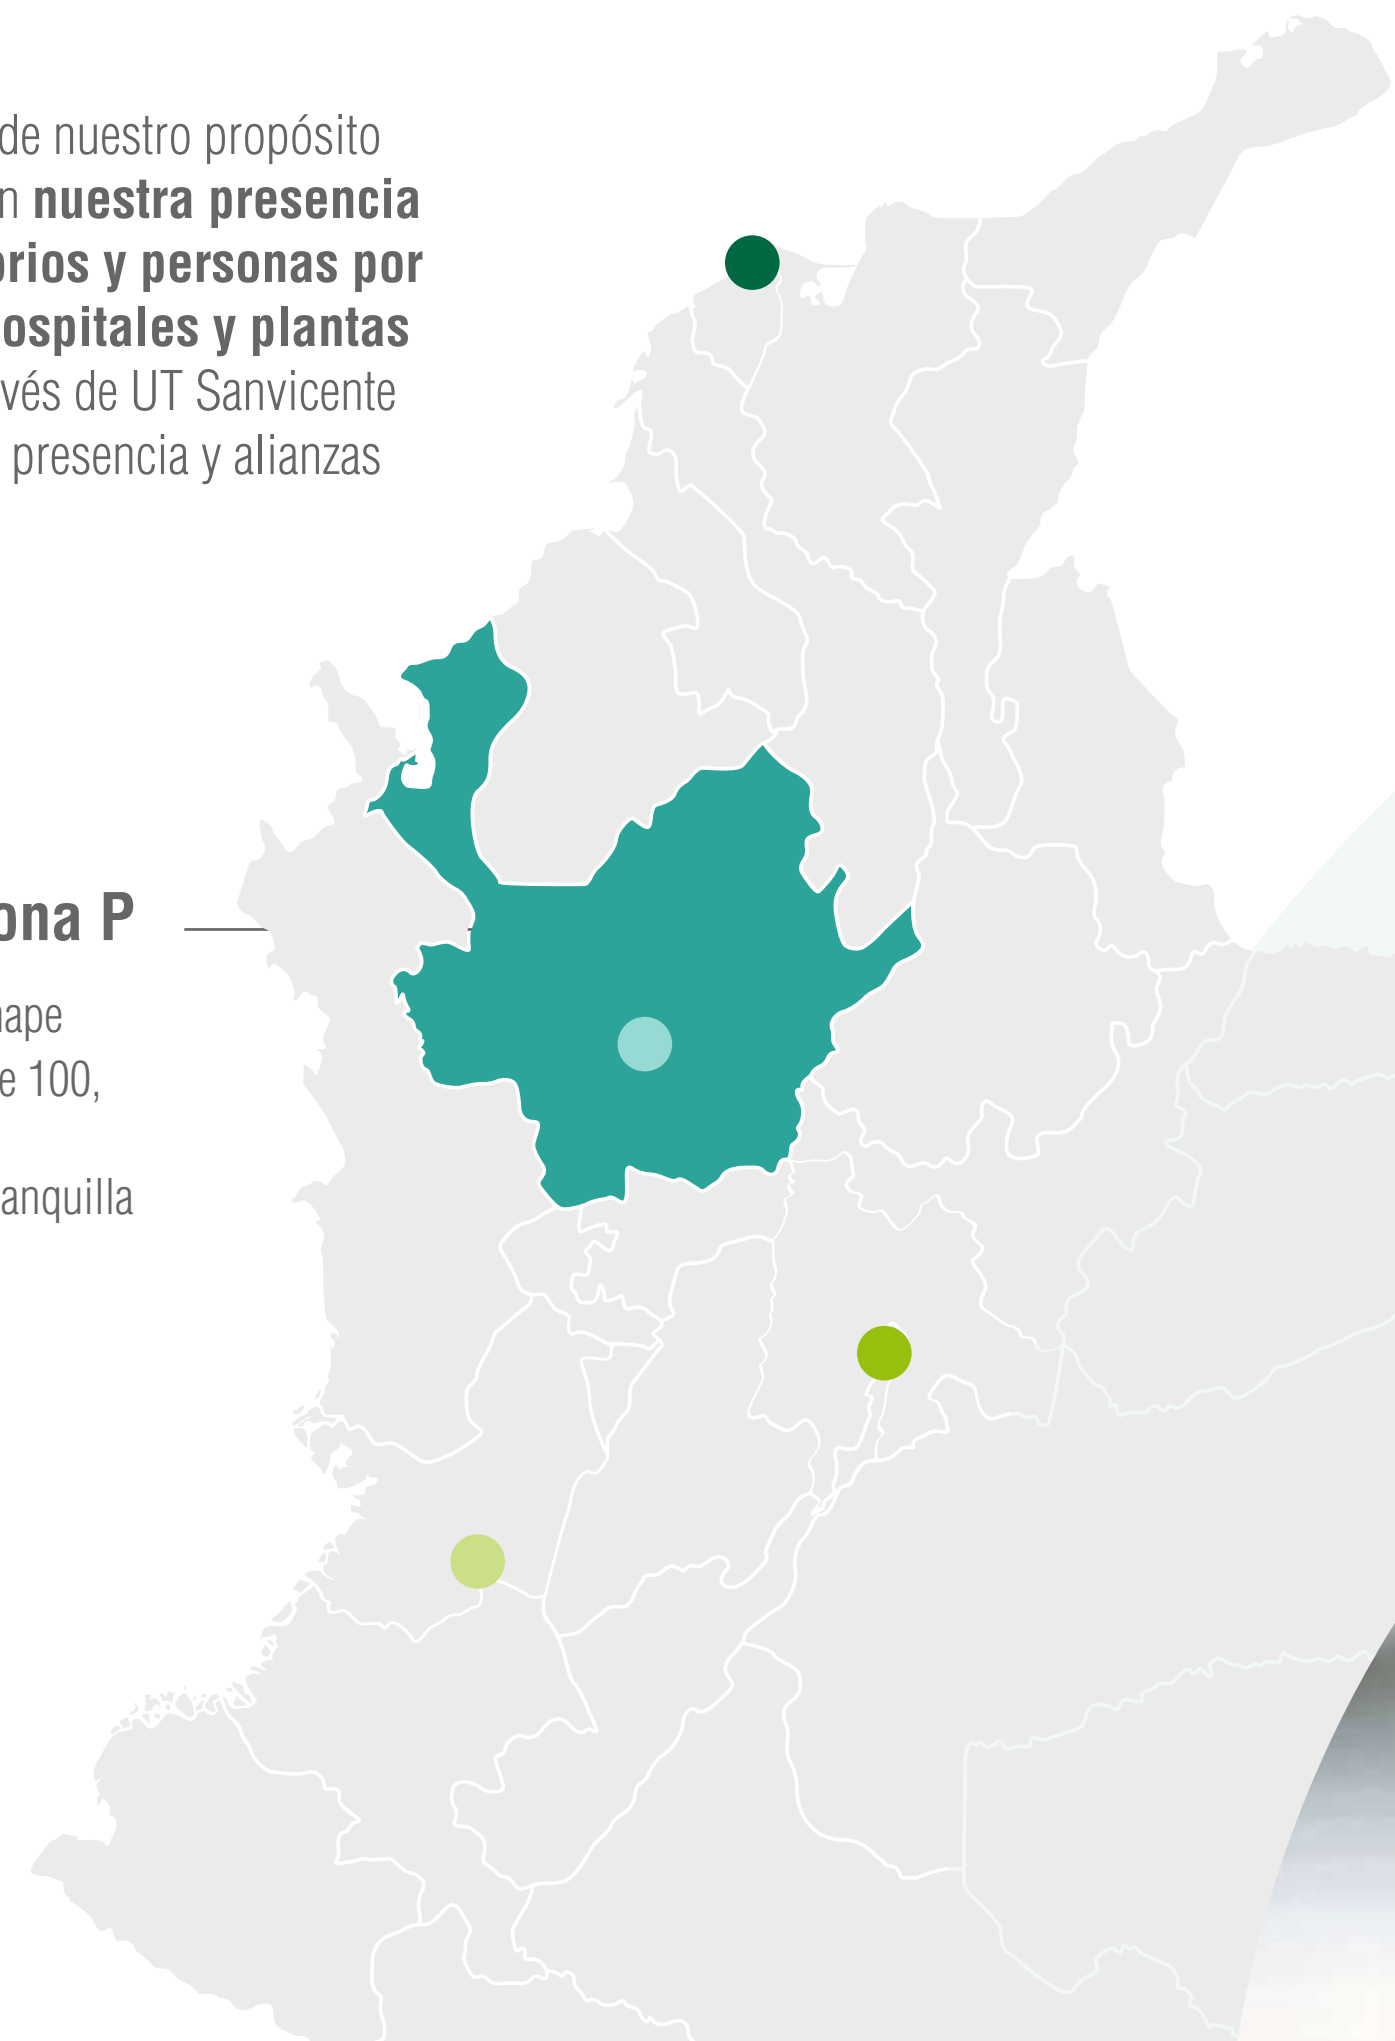 de nuestro propósito
n nuestra presencia
orios y personas por
ospitales y plantas
vés de UT Sanvicente
presencia y alianzas
ona P
nape
e 100,
anquilla